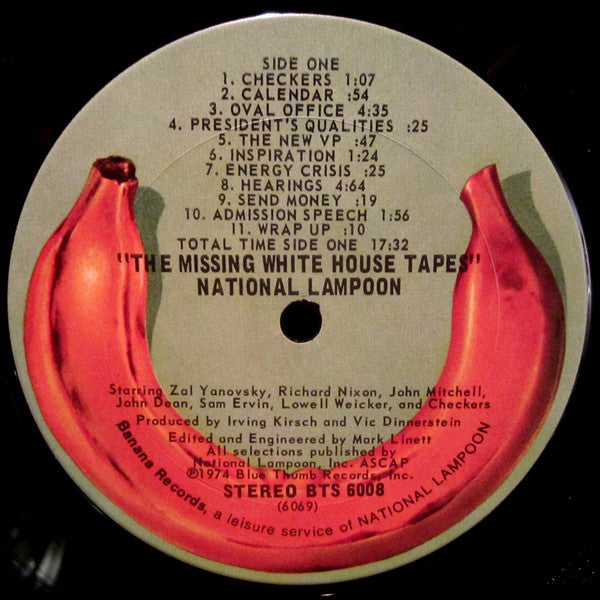 SIDE ONE
1. CHECKERS 1:07
2. CALENDAR :54
3. OVAL OFFICE 4:35
4. PRESIDENT'S QUALITIES :25
5. THE NEW VP :47
6. INSPIRATION 1:24
7. ENERGY CRISIS :25
8. HEARINGS 4:64
9. SEND MONEY :19
10. ADMISSION SPEECH 1:56
11. WRAP UP :10
TOTAL TIME SIDE ONE 17:32
"THE MISSING WHITE HOUSE TAPES"
NATIONAL LAMPOON
Starring Zal Yanovsky, Richard Nixon, John Mitchell,
John Dean, Sam Ervin, Lowell Weicker, and Checkers
Produced by Irving Kirsch and Vic Dinnerstein
Edited and Engineered by Mark Linett
All selections published by
National Lampoon, Inc. ASCAP
℗1974 Blue Thumb Records, Inc.
STEREO BTS 6008
(6069)
Banana Records, a leisure service of NATIONAL LAMPOON